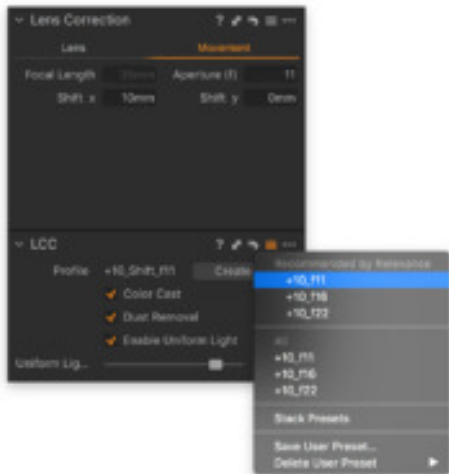 Lens Correction ? ...
Lens Movement
Focal Length Aperture (f) 11
Shift x 10mm Shift y 0mm
LCC ? ...
Profile +10_Shift_f11 Create
Color Cast
Dust Removal
Enable Uniform Light
Uniform Lig...
Recommended by Relevance
+10_f11
+10_f16
+10_f22
All
+10_f11
+10_f16
+10_f22
Stack Presets
Save User Preset...
Delete User Preset